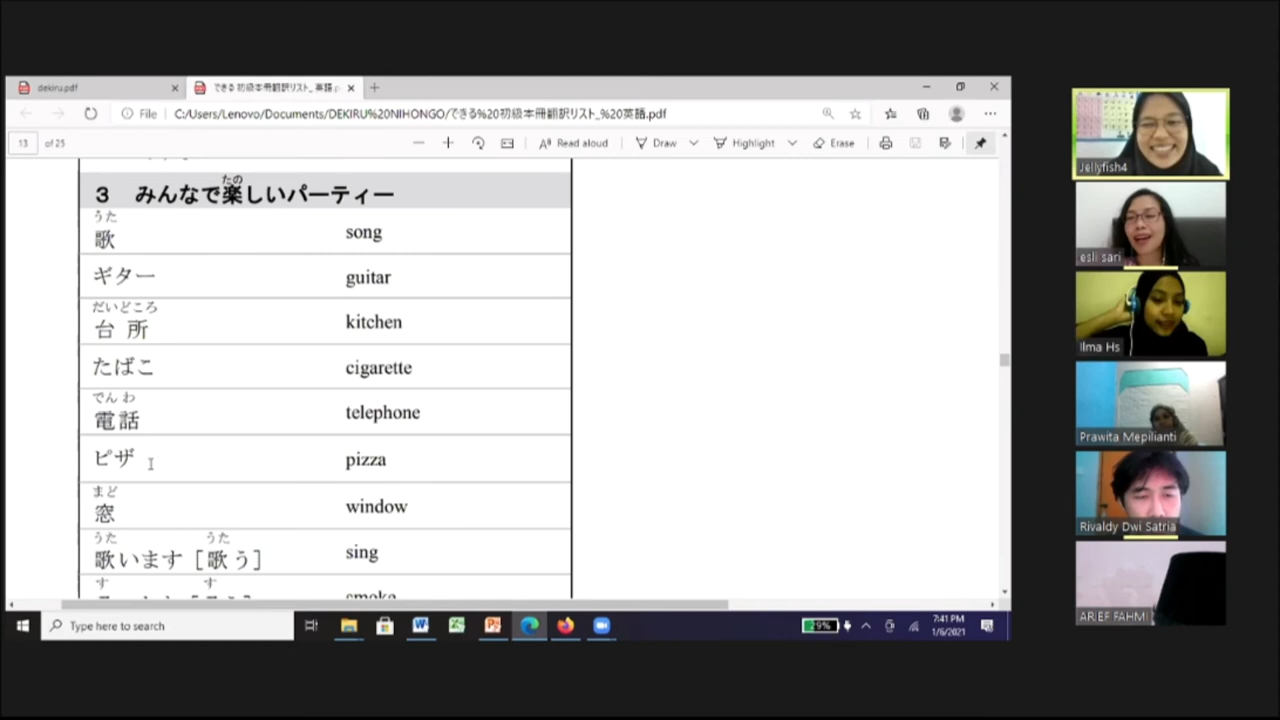 dekiru.pdf
できる 初級本冊翻訳リスト_ 英語.p
File
C:/Users/Lenovo/Documents/DEKIRU%20NIHONGO/できる%20初級本冊翻訳リスト_%20英語.pdf
13 of 25
Read aloud
Draw
Highlight
Erase
たの
3 みんなで楽しいパーティー
うた
歌 song
ギター guitar
だいどころ
台所 kitchen
たばこ cigarette
でんわ
電話 telephone
ピザ pizza
まど
窓 window
うた うた
歌います [歌う] sing
す す
smoke
Type here to search
29%
7:41 PM
1/6/2021
Jellyfish4
esli sari
Ilma Hs
Prawita Mepilianti
Rivaldy Dwi Satria
ARIEF FAHMI